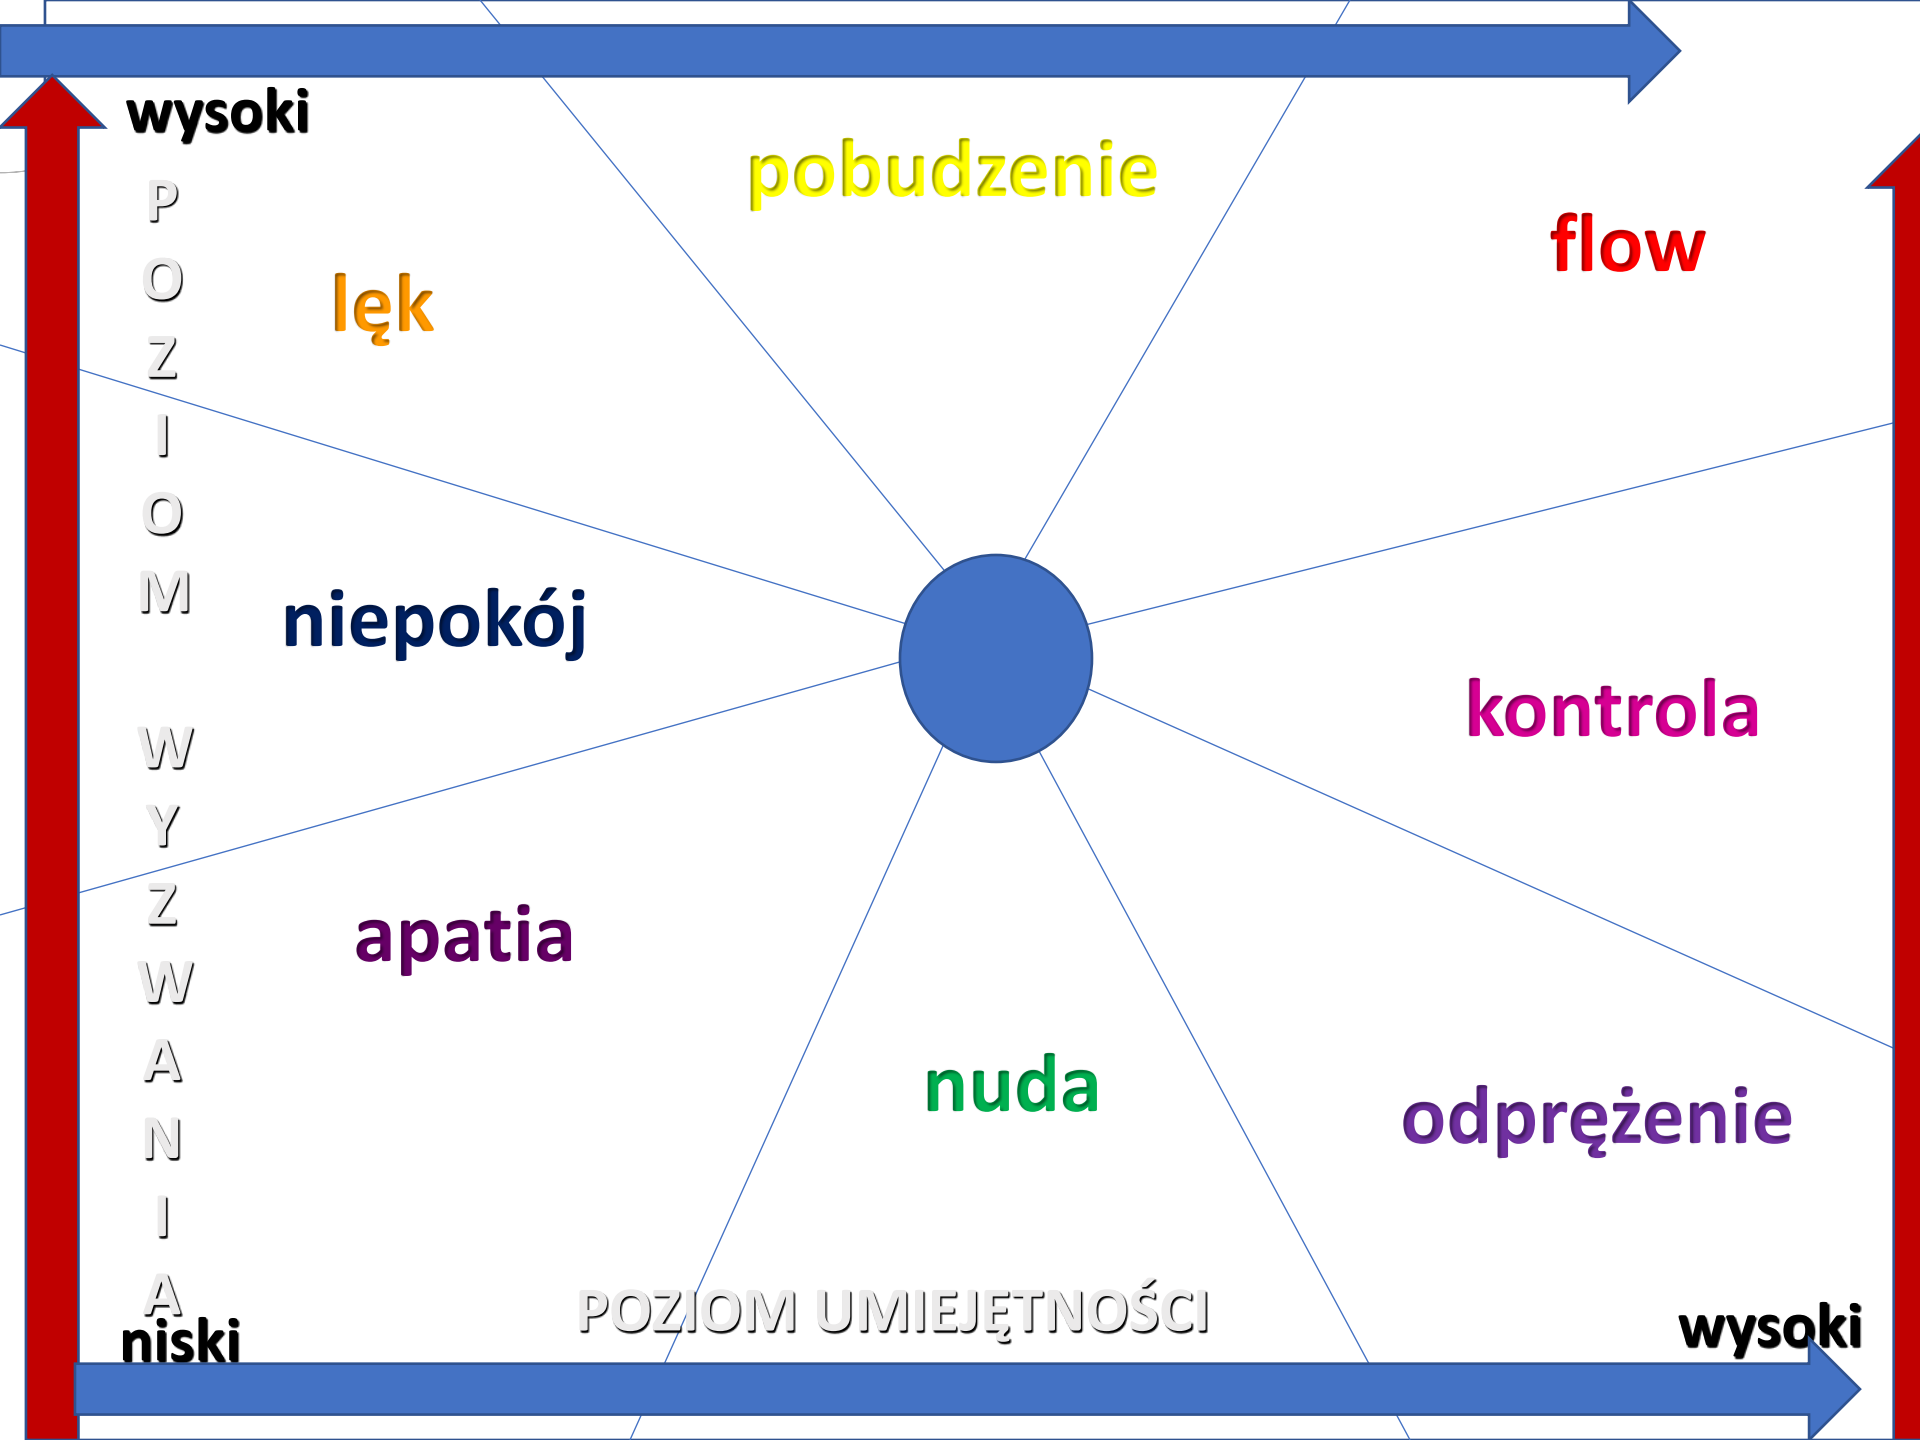 wysoki
POZIOM WYZWANIA
pobudzenie
flow
lęk
niepokój
kontrola
apatia
nuda
odprężenie
POZIOM UMIEJĘTNOŚCI
niski
wysoki